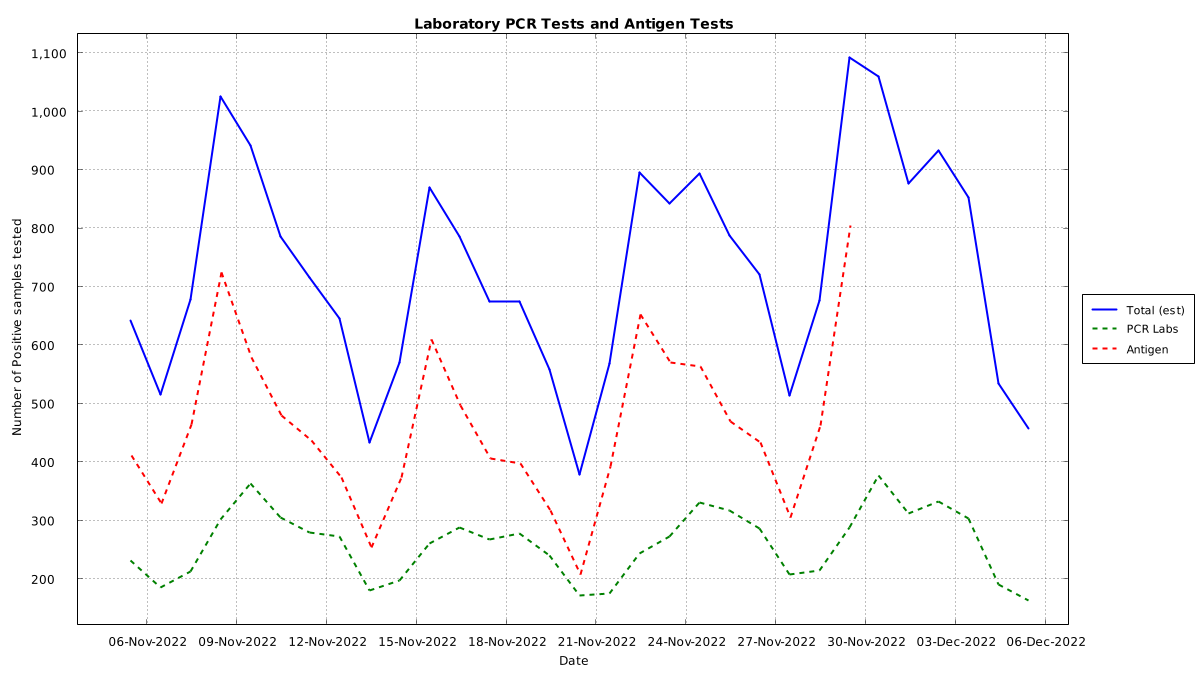 Laboratory PCR Tests and Antigen Tests
1,100
1,000
900
800
700
600
500
400
300
200
Number of Positive samples tested
06-Nov-2022 09-Nov-2022 12-Nov-2022 15-Nov-2022 18-Nov-2022 21-Nov-2022 24-Nov-2022 27-Nov-2022 30-Nov-2022 03-Dec-2022 06-Dec-2022
Date
Total (est)
PCR Labs
Antigen